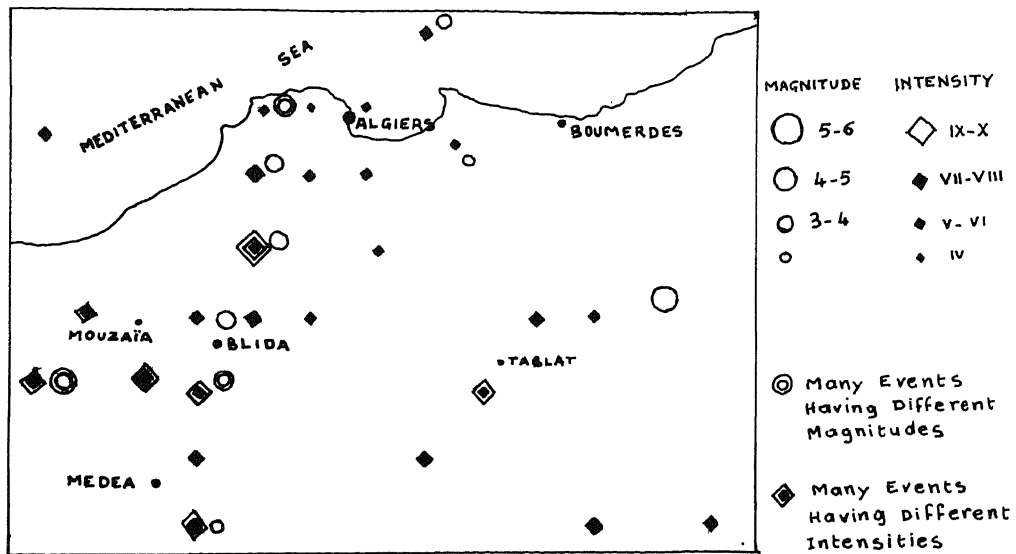 MEDITERRANEAN SEA
ALGIERS
BOUMERDES
MOUZAÏA
BLIDA
TABLAT
MEDEA
MAGNITUDE INTENSITY
5-6 IX-X
4-5 VII-VIII
3-4 V-VI
IV
Many Events
Having Different
Magnitudes
Many Events
Having Different
Intensities